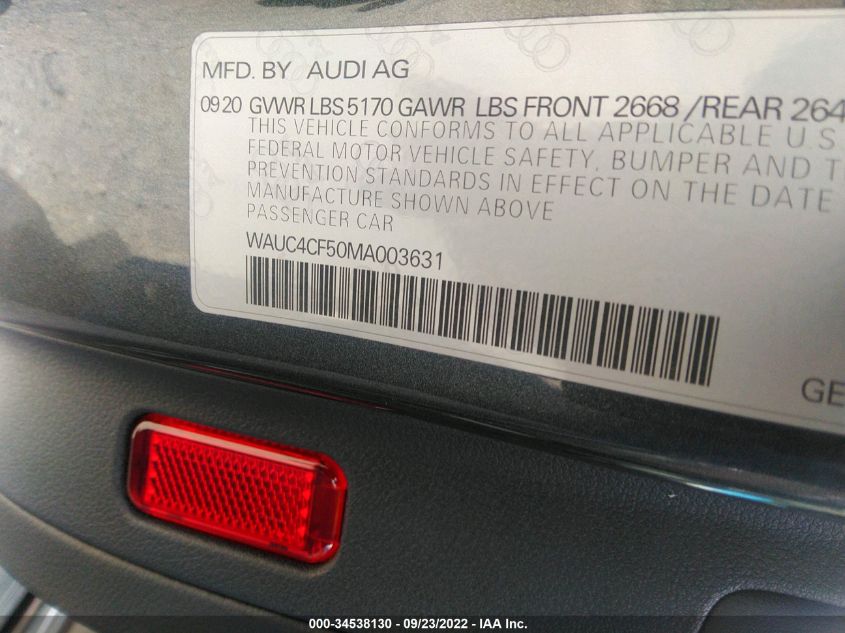 MFD. BY AUDI AG
0920 GVWR LBS 5170 GAWR LBS FRONT 2668 /REAR 264
THIS VEHICLE CONFORMS TO ALL APPLICABLE U.S
FEDERAL MOTOR VEHICLE SAFETY, BUMPER AND T
PREVENTION STANDARDS IN EFFECT ON THE DATE
MANUFACTURE SHOWN ABOVE
PASSENGER CAR
WAUC4CF50MA003631
GE
000-34538130 - 09/23/2022 - IAA Inc.